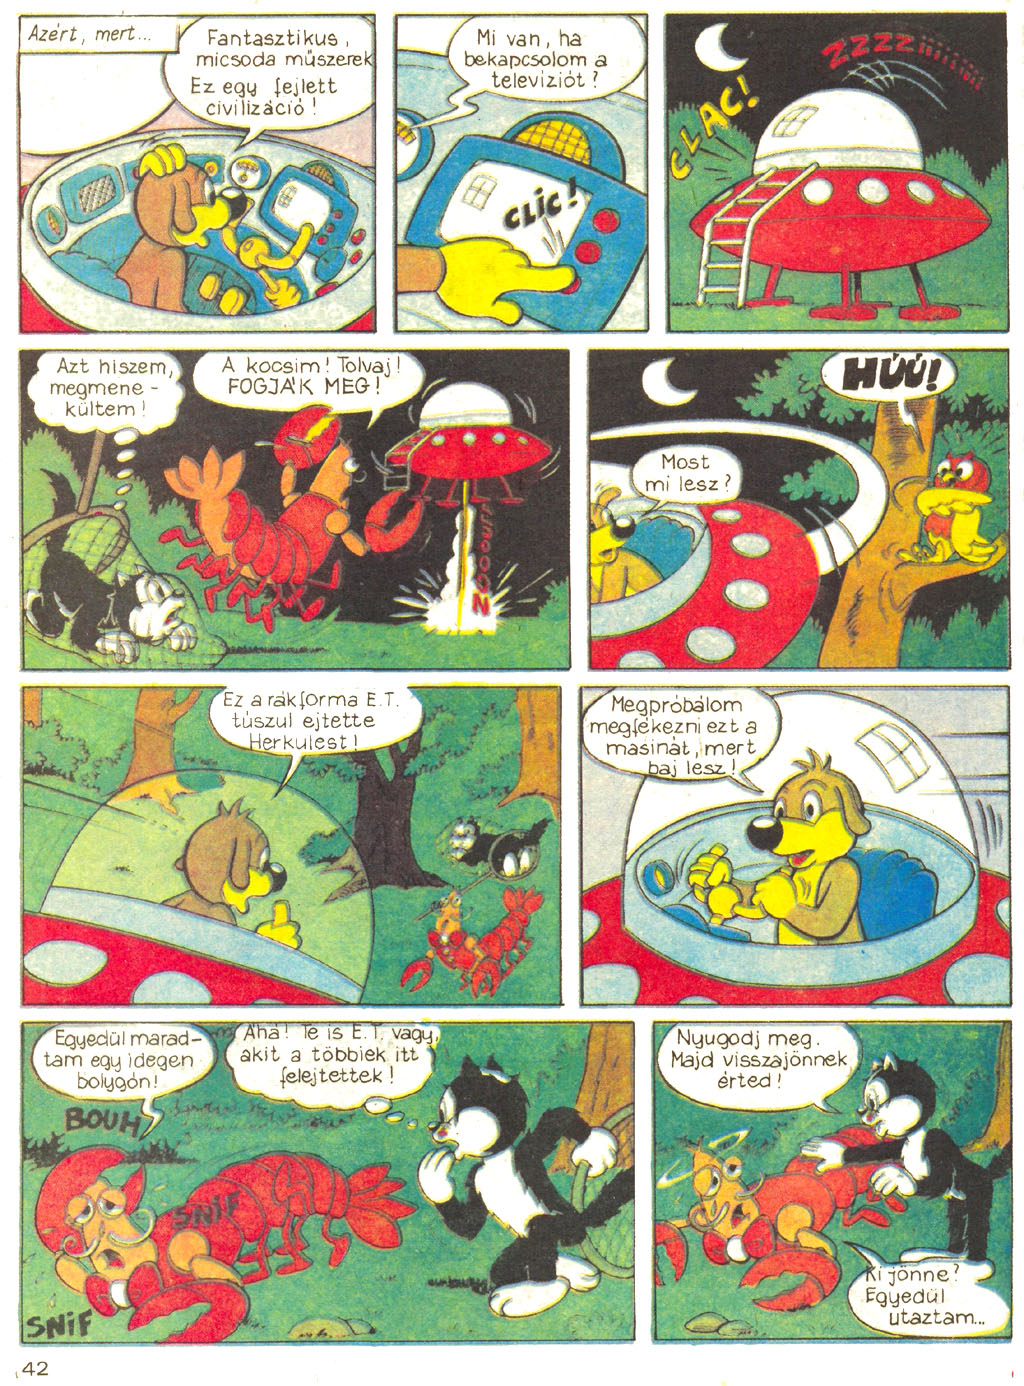 Azért, mert...
Fantasztikus,
micsoda műszerek
Ez egy fejlett
civilizáció!
Mi van, ha
bekapcsolom a
televiziót?
CLIC!
CLAC!
ZZZZiiiiiiiii
Azt hiszem,
megmene-
kültem!
A kocsim! Tolvaj!
FOGJÁK MEG!
Most
mi lesz?
HÚÚ!
Ez a rákforma E.T.
túszul ejtette
Herkulest!
Megpróbálom
megfékezni ezt a
masinát, mert
baj lesz!
Egyedül marad-
tam egy idegen
bolygón!
BOUH
SNIF
SNIF
Áhá! Te is E.T. vagy,
akit a többiek itt
felejtettek!
Nyugodj meg.
Majd visszajönnek
érted!
Ki jönne?
Egyedül
utaztam...
42